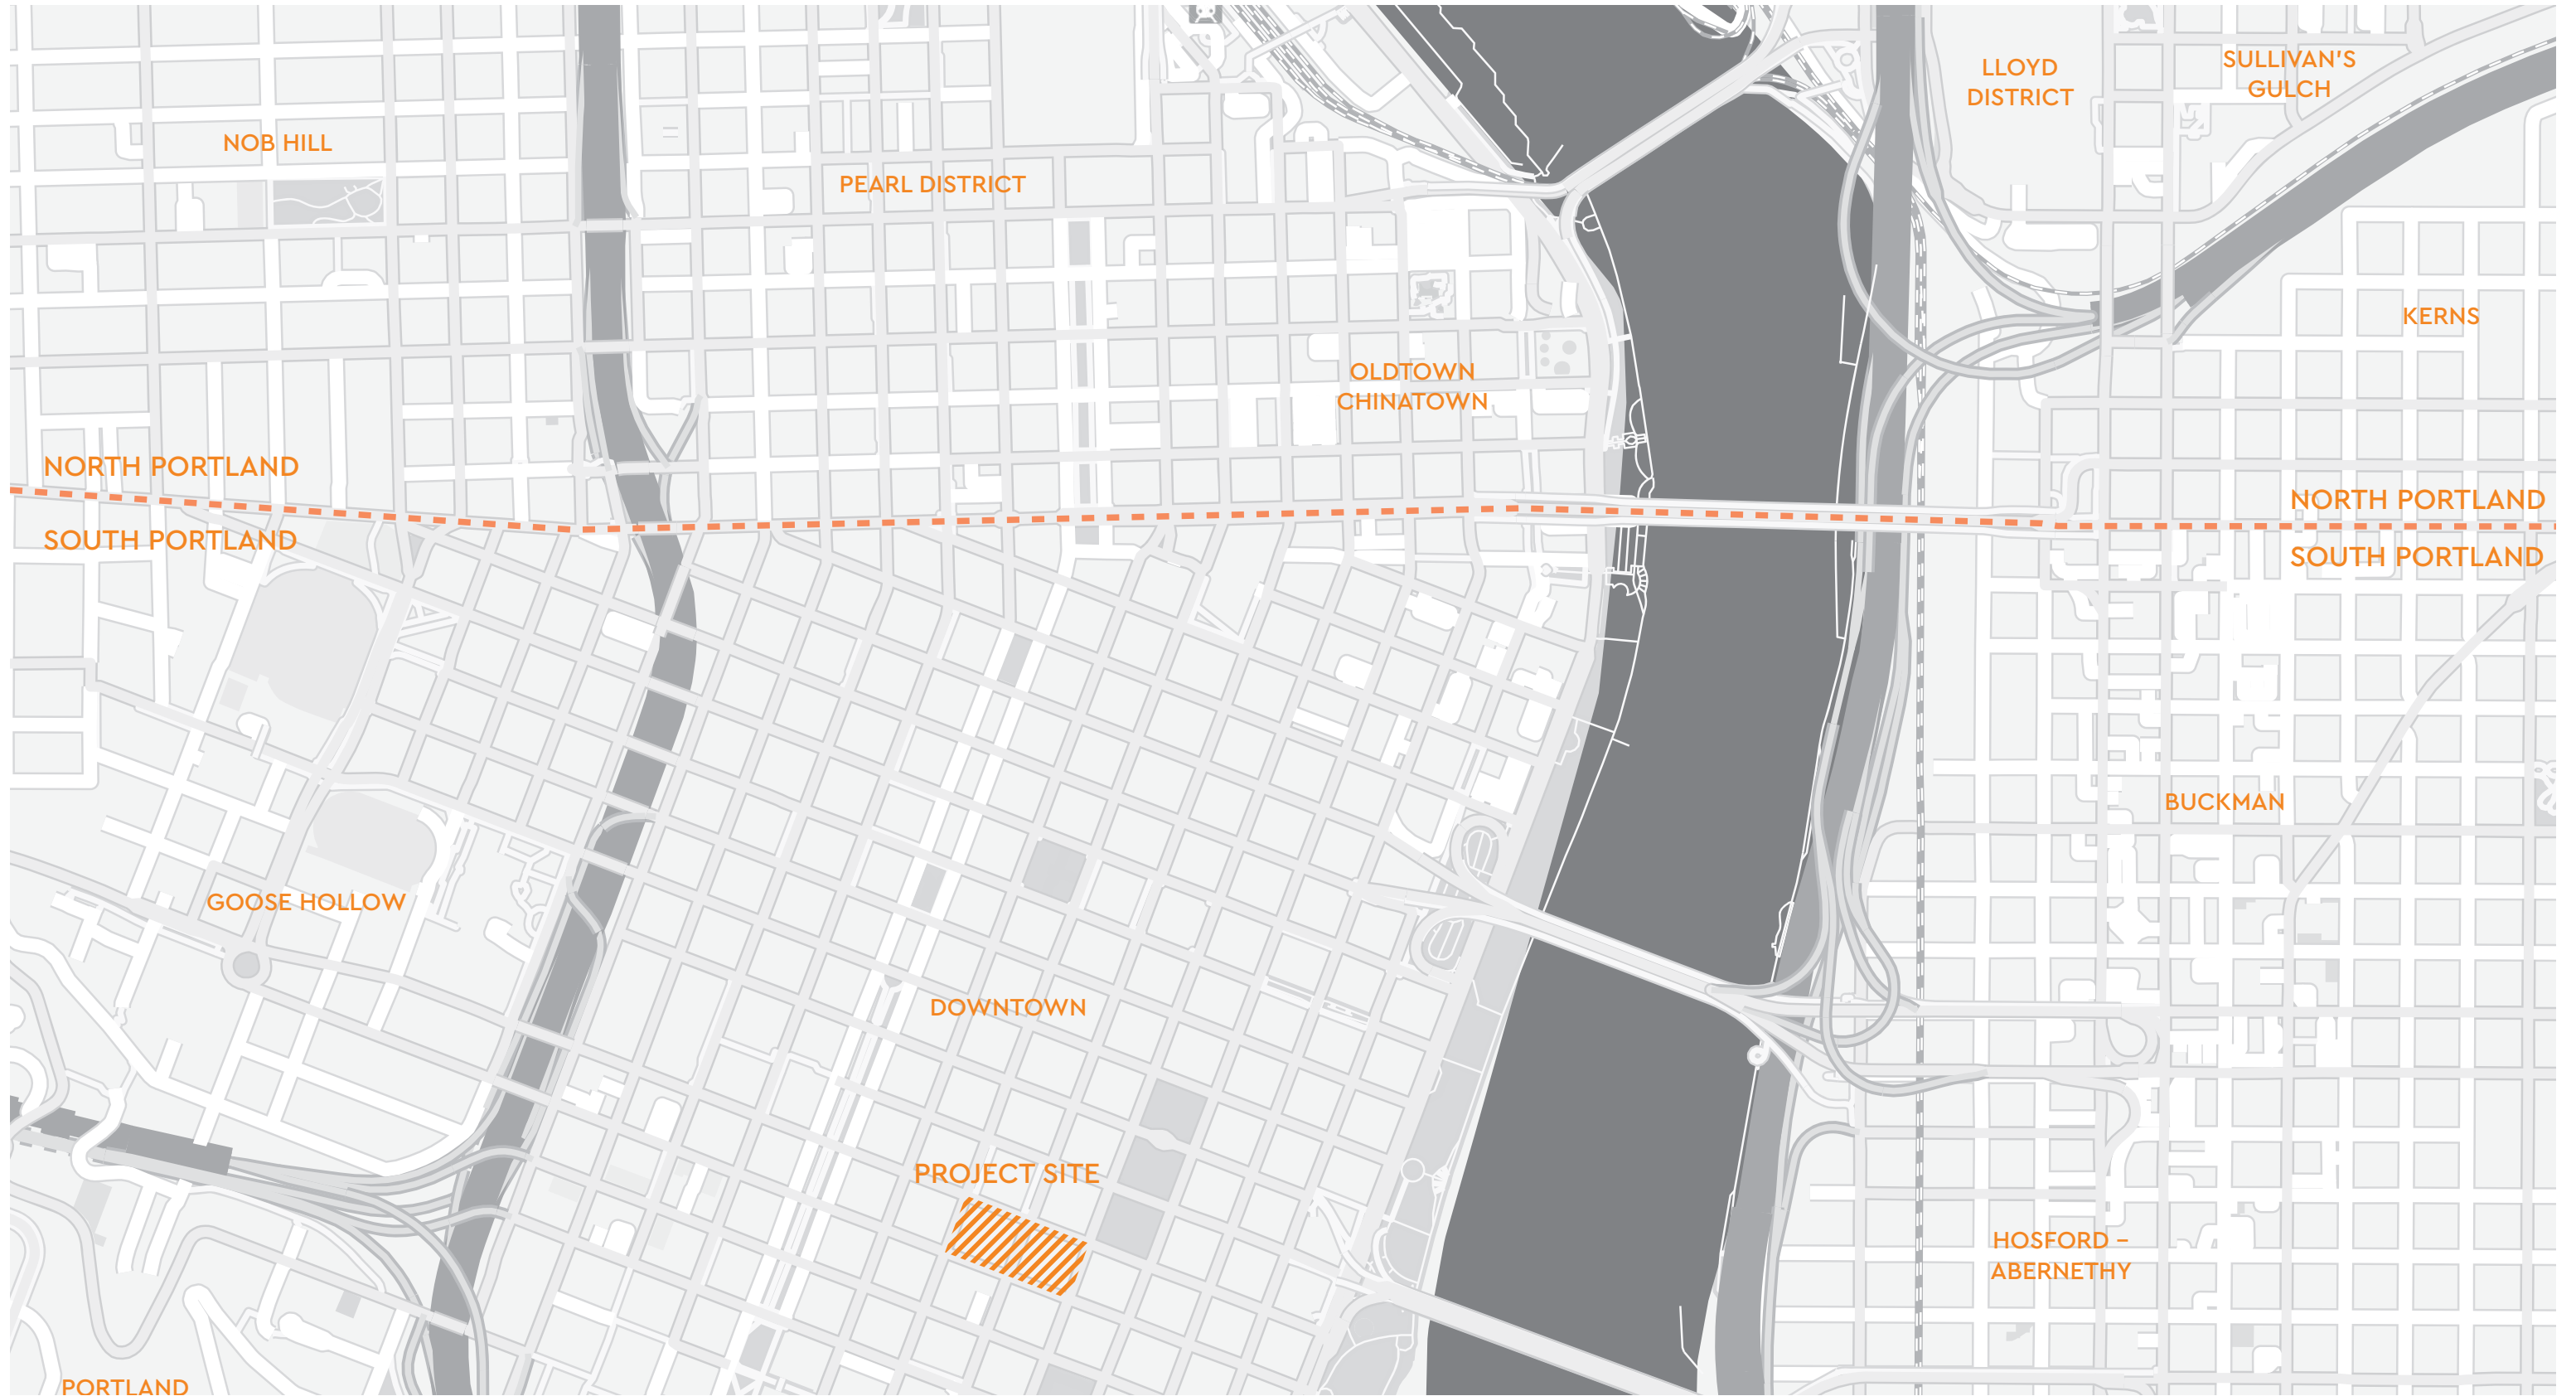 LLOYD
DISTRICT
SULLIVAN'S
GULCH
NOB HILL
PEARL DISTRICT
KERNS
OLDTOWN
CHINATOWN
NORTH PORTLAND
SOUTH PORTLAND
NORTH PORTLAND
SOUTH PORTLAND
BUCKMAN
GOOSE HOLLOW
DOWNTOWN
PROJECT SITE
HOSFORD –
ABERNETHY
PORTLAND